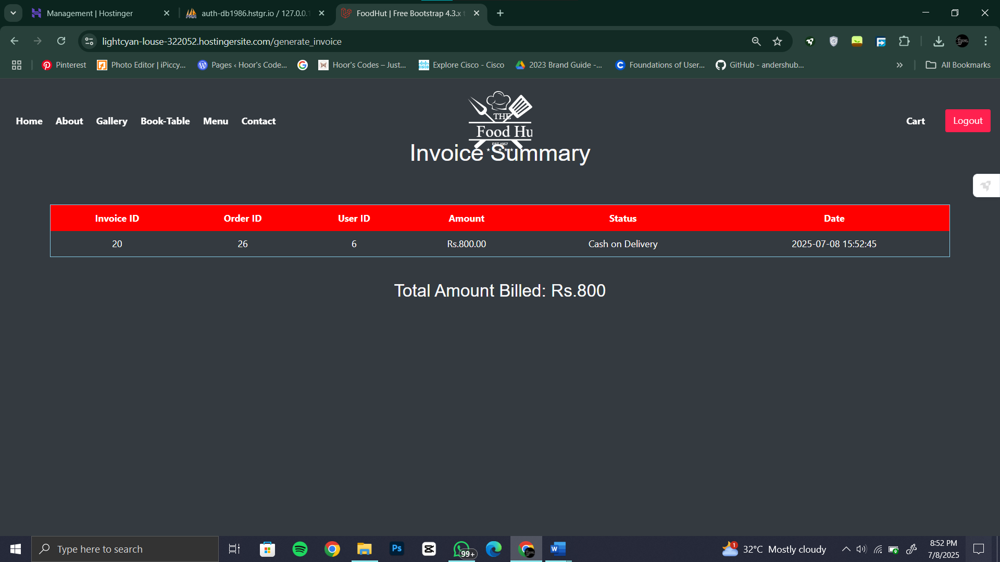 Management | Hostinger
auth-db1986.hstgr.io / 127.0.0.1
FoodHut | Free Bootstrap 4.3.x t
lightcyan-louse-322052.hostingersite.com/generate_invoice
Pinterest
Photo Editor | iPiccy...
Pages ‹ Hoor's Code...
Hoor's Codes – Just...
Explore Cisco - Cisco
2023 Brand Guide -...
Foundations of User...
GitHub - andershub...
»
All Bookmarks
Home
About
Gallery
Book-Table
Menu
Contact
THE
Food Hu
EST.1957
Cart
Logout
Invoice Summary
Invoice ID Order ID User ID Amount Status Date
20 26 6 Rs.800.00 Cash on Delivery 2025-07-08 15:52:45
Total Amount Billed: Rs.800
Type here to search
Ps
99+
W
1
32°C Mostly cloudy
8:52 PM
7/8/2025